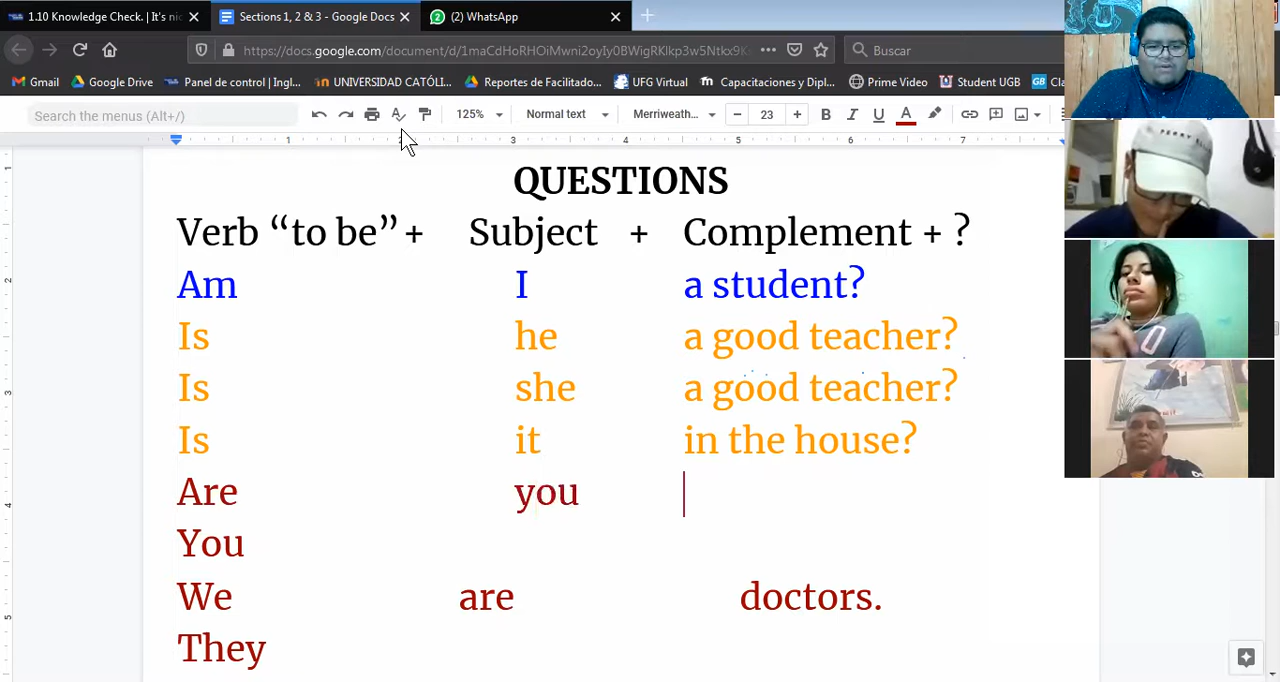 1.10 Knowledge Check. | It's nic
Sections 1, 2 & 3 - Google Docs
(2) WhatsApp
https://docs.google.com/document/d/1maCdHoRHOiMwni2oyIy0BWigRKlkp3w5Ntkx9K
Buscar
Gmail
Google Drive
Panel de control | Ingl...
UNIVERSIDAD CATÓLI...
Reportes de Facilitado...
UFG Virtual
Capacitaciones y Dipl...
Prime Video
Student UGB
Cla
Search the menus (Alt+/)
125%
Normal text
Merriweath...
23
QUESTIONS
Verb “to be” + Subject + Complement + ?
Am I a student?
Is he a good teacher?
Is she a good teacher?
Is it in the house?
Are you
You
We are doctors.
They